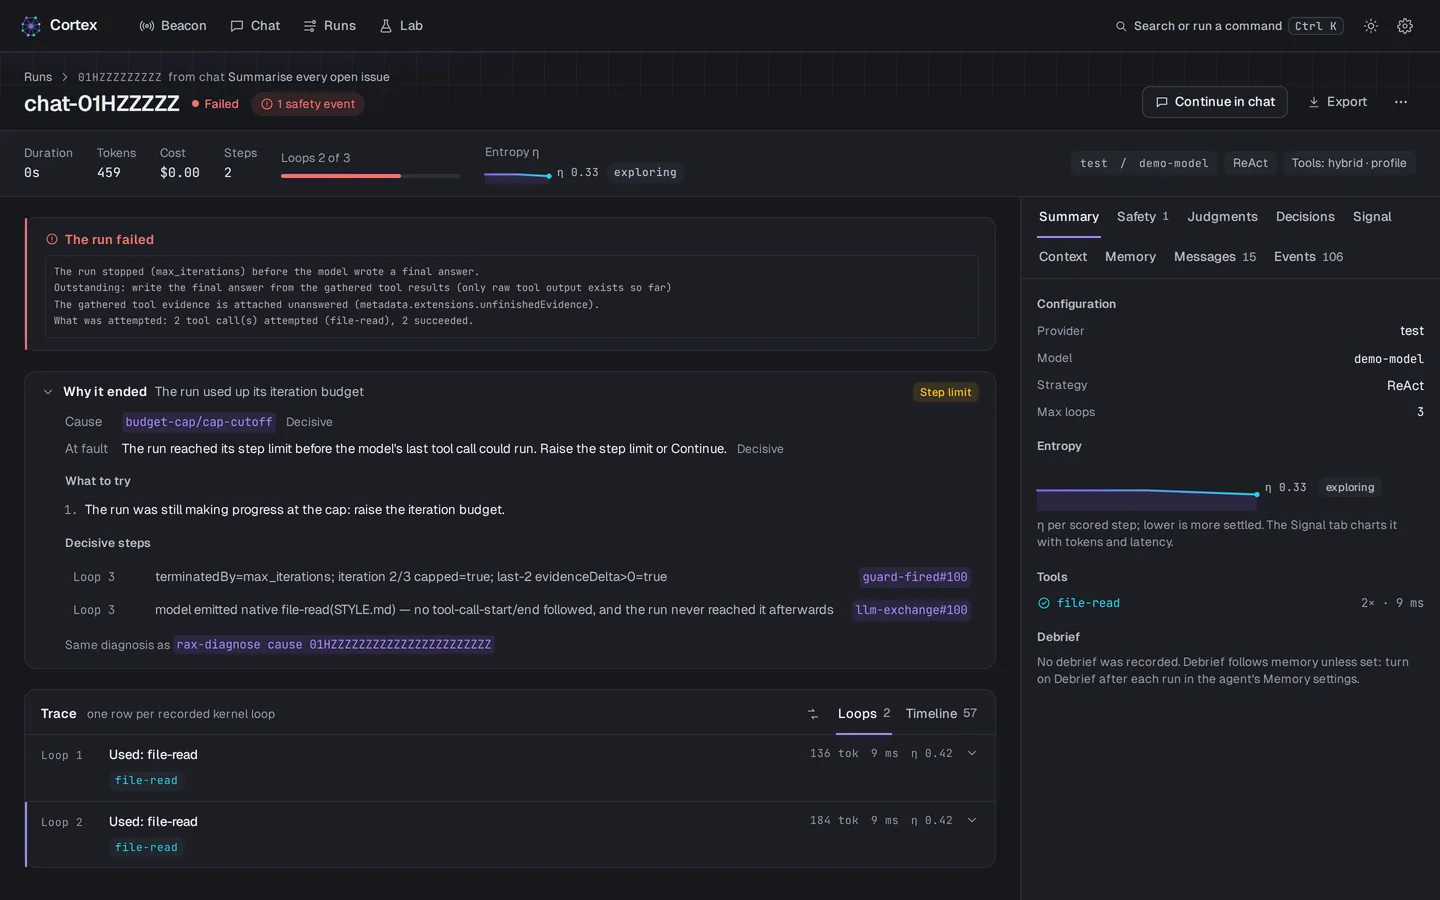 Cortex
Beacon
Chat
Runs
Lab
Search or run a command Ctrl K
Runs > 01HZZZZZZZZZ from chat Summarise every open issue
chat-01HZZZZZ
Failed
1 safety event
Continue in chat
Export
Duration
0s
Tokens
459
Cost
$0.00
Steps
2
Loops 2 of 3
Entropy η
η 0.33 exploring
test / demo-model
ReAct
Tools: hybrid · profile
The run failed
The run stopped (max_iterations) before the model wrote a final answer.
Outstanding: write the final answer from the gathered tool results (only raw tool output exists so far)
The gathered tool evidence is attached unanswered (metadata.extensions.unfinishedEvidence).
What was attempted: 2 tool call(s) attempted (file-read), 2 succeeded.
Why it ended The run used up its iteration budget
Step limit
Cause budget-cap/cap-cutoff Decisive
At fault The run reached its step limit before the model's last tool call could run. Raise the step limit or Continue. Decisive
What to try
1. The run was still making progress at the cap: raise the iteration budget.
Decisive steps
Loop 3 terminatedBy=max_iterations; iteration 2/3 capped=true; last-2 evidenceDelta>0=true guard-fired#100
Loop 3 model emitted native file-read(STYLE.md) — no tool-call-start/end followed, and the run never reached it afterwards llm-exchange#100
Same diagnosis as rax-diagnose cause 01HZZZZZZZZZZZZZZZZZZZZZZZ
Trace one row per recorded kernel loop
Loops 2
Timeline 57
Loop 1 Used: file-read 136 tok 9 ms η 0.42
file-read
Loop 2 Used: file-read 184 tok 9 ms η 0.42
file-read
Summary
Safety 1
Judgments
Decisions
Signal
Context
Memory
Messages 15
Events 106
Configuration
Provider test
Model demo-model
Strategy ReAct
Max loops 3
Entropy
η 0.33 exploring
η per scored step; lower is more settled. The Signal tab charts it
with tokens and latency.
Tools
file-read 2× · 9 ms
Debrief
No debrief was recorded. Debrief follows memory unless set: turn
on Debrief after each run in the agent's Memory settings.